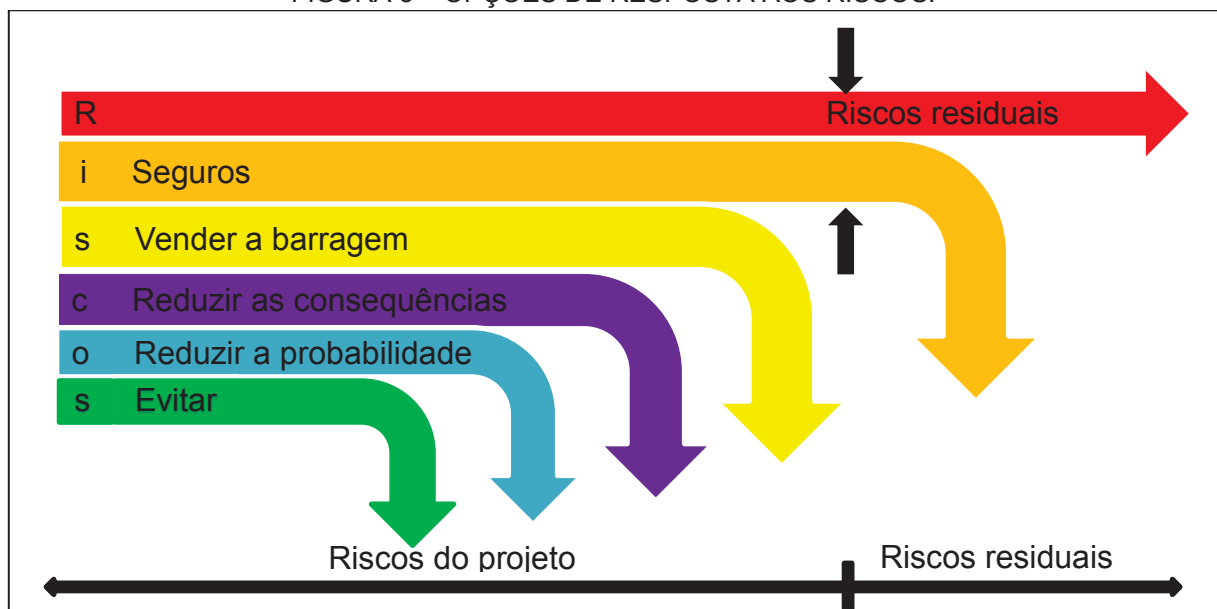 R Riscos residuais
i Seguros
s Vender a barragem
c Reduzir as consequências
o Reduzir a probabilidade
s Evitar
Riscos do projeto Riscos residuais